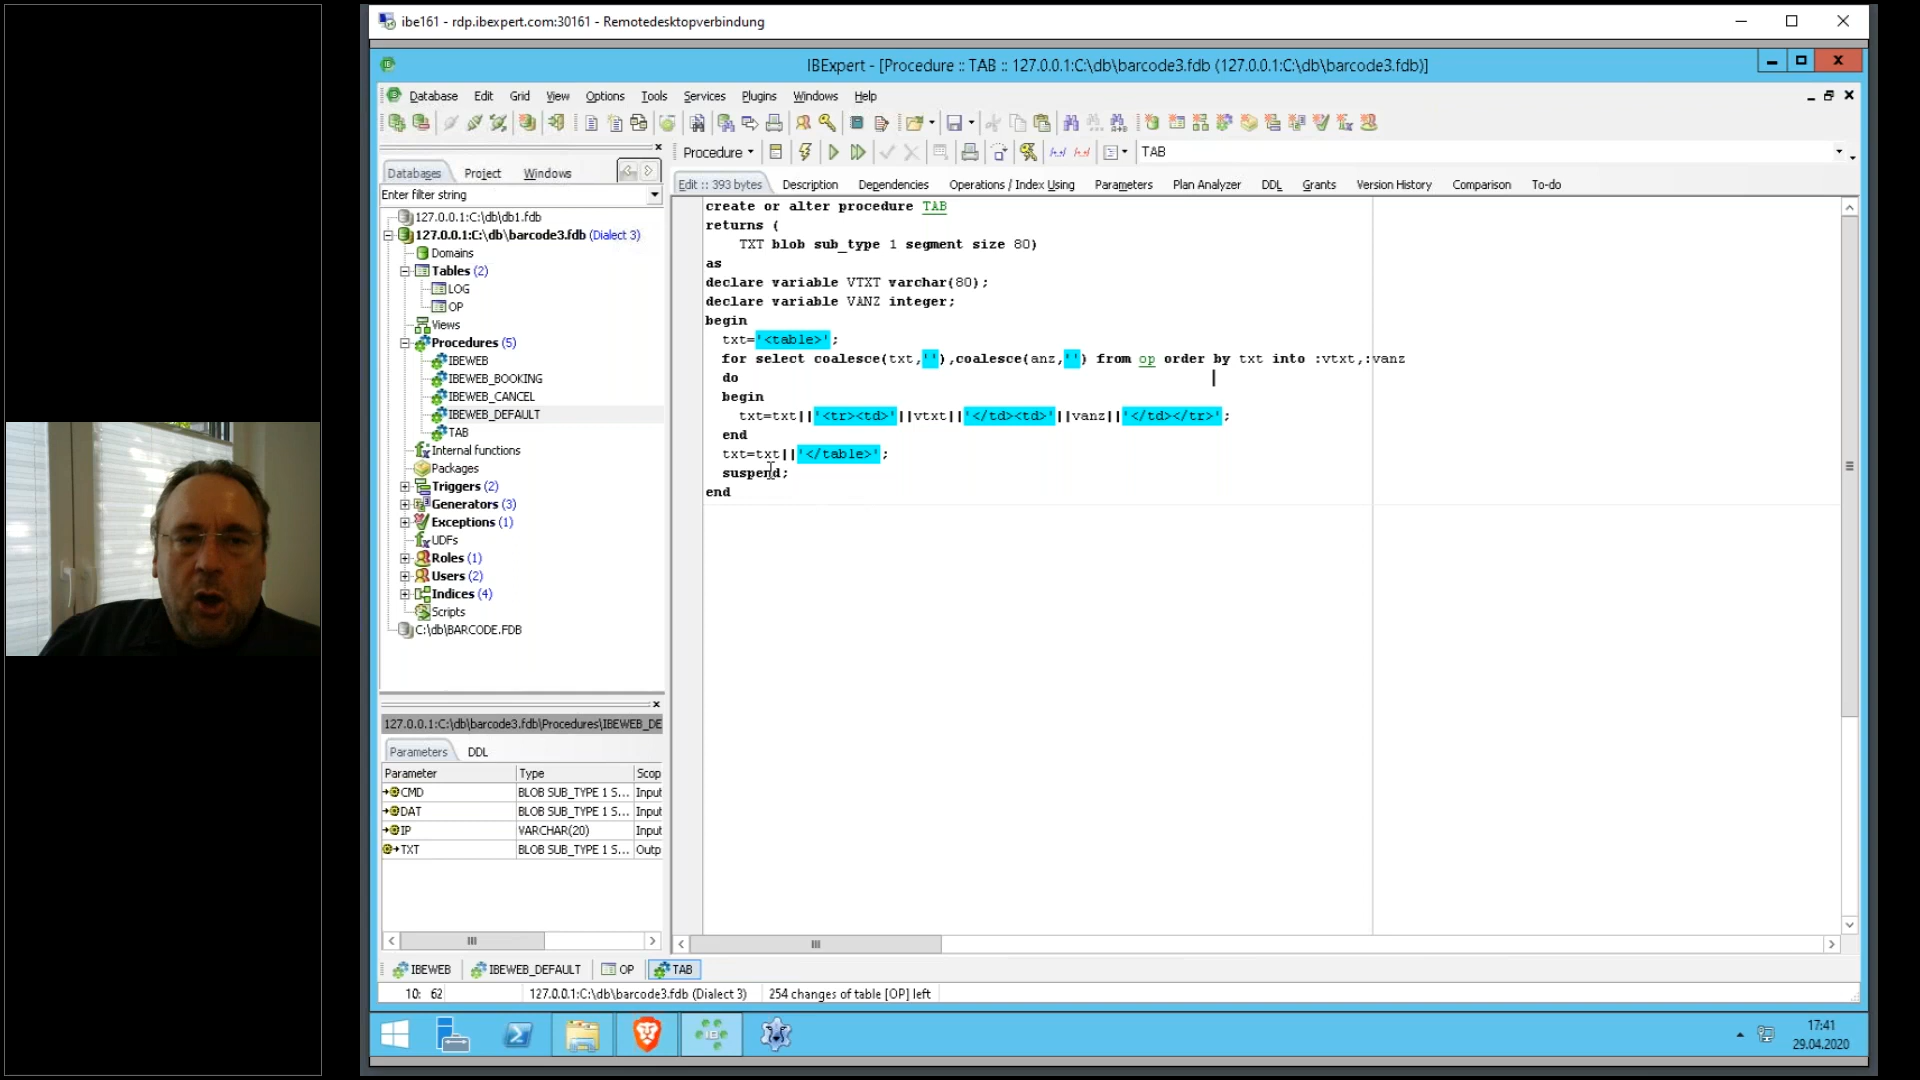 ibe161 - rdp.ibexpert.com:30161 - Remotedesktopverbindung
IBExpert - [Procedure :: TAB :: 127.0.0.1:C:\db\barcode3.fdb (127.0.0.1:C:\db\barcode3.fdb)]
Database Edit Grid View Options Tools Services Plugins Windows Help
Procedure TAB
Databases Project Windows
Enter filter string
127.0.0.1:C:\db\db1.fdb
127.0.0.1:C:\db\barcode3.fdb (Dialect 3)
Domains
Tables (2)
LOG
OP
Views
Procedures (5)
IBEWEB
IBEWEB_BOOKING
IBEWEB_CANCEL
IBEWEB_DEFAULT
TAB
Internal functions
Packages
Triggers (2)
Generators (3)
Exceptions (1)
UDFs
Roles (1)
Users (2)
Indices (4)
Scripts
C:\db\BARCODE.FDB
Edit :: 393 bytes Description Dependencies Operations / Index Using Parameters Plan Analyzer DDL Grants Version History Comparison To-do
create or alter procedure TAB
returns (
TXT blob sub_type 1 segment size 80)
as
declare variable VTXT varchar(80);
declare variable VANZ integer;
begin
txt='<table>';
for select coalesce(txt,''),coalesce(anz,'') from op order by txt into :vtxt,:vanz
do
begin
txt=txt||'<tr><td>'||vtxt||'</td><td>'||vanz||'</td></tr>';
end
txt=txt||'</table>';
suspend;
end
127.0.0.1:C:\db\barcode3.fdb\Procedures\IBEWEB_DE
Parameters DDL
Parameter Type Scop
CMD BLOB SUB_TYPE 1 S... Input
DAT BLOB SUB_TYPE 1 S... Input
IP VARCHAR(20) Input
TXT BLOB SUB_TYPE 1 S... Outp
IBEWEB IBEWEB_DEFAULT OP TAB
10: 62 127.0.0.1:C:\db\barcode3.fdb (Dialect 3) 254 changes of table [OP] left
17:41
29.04.2020